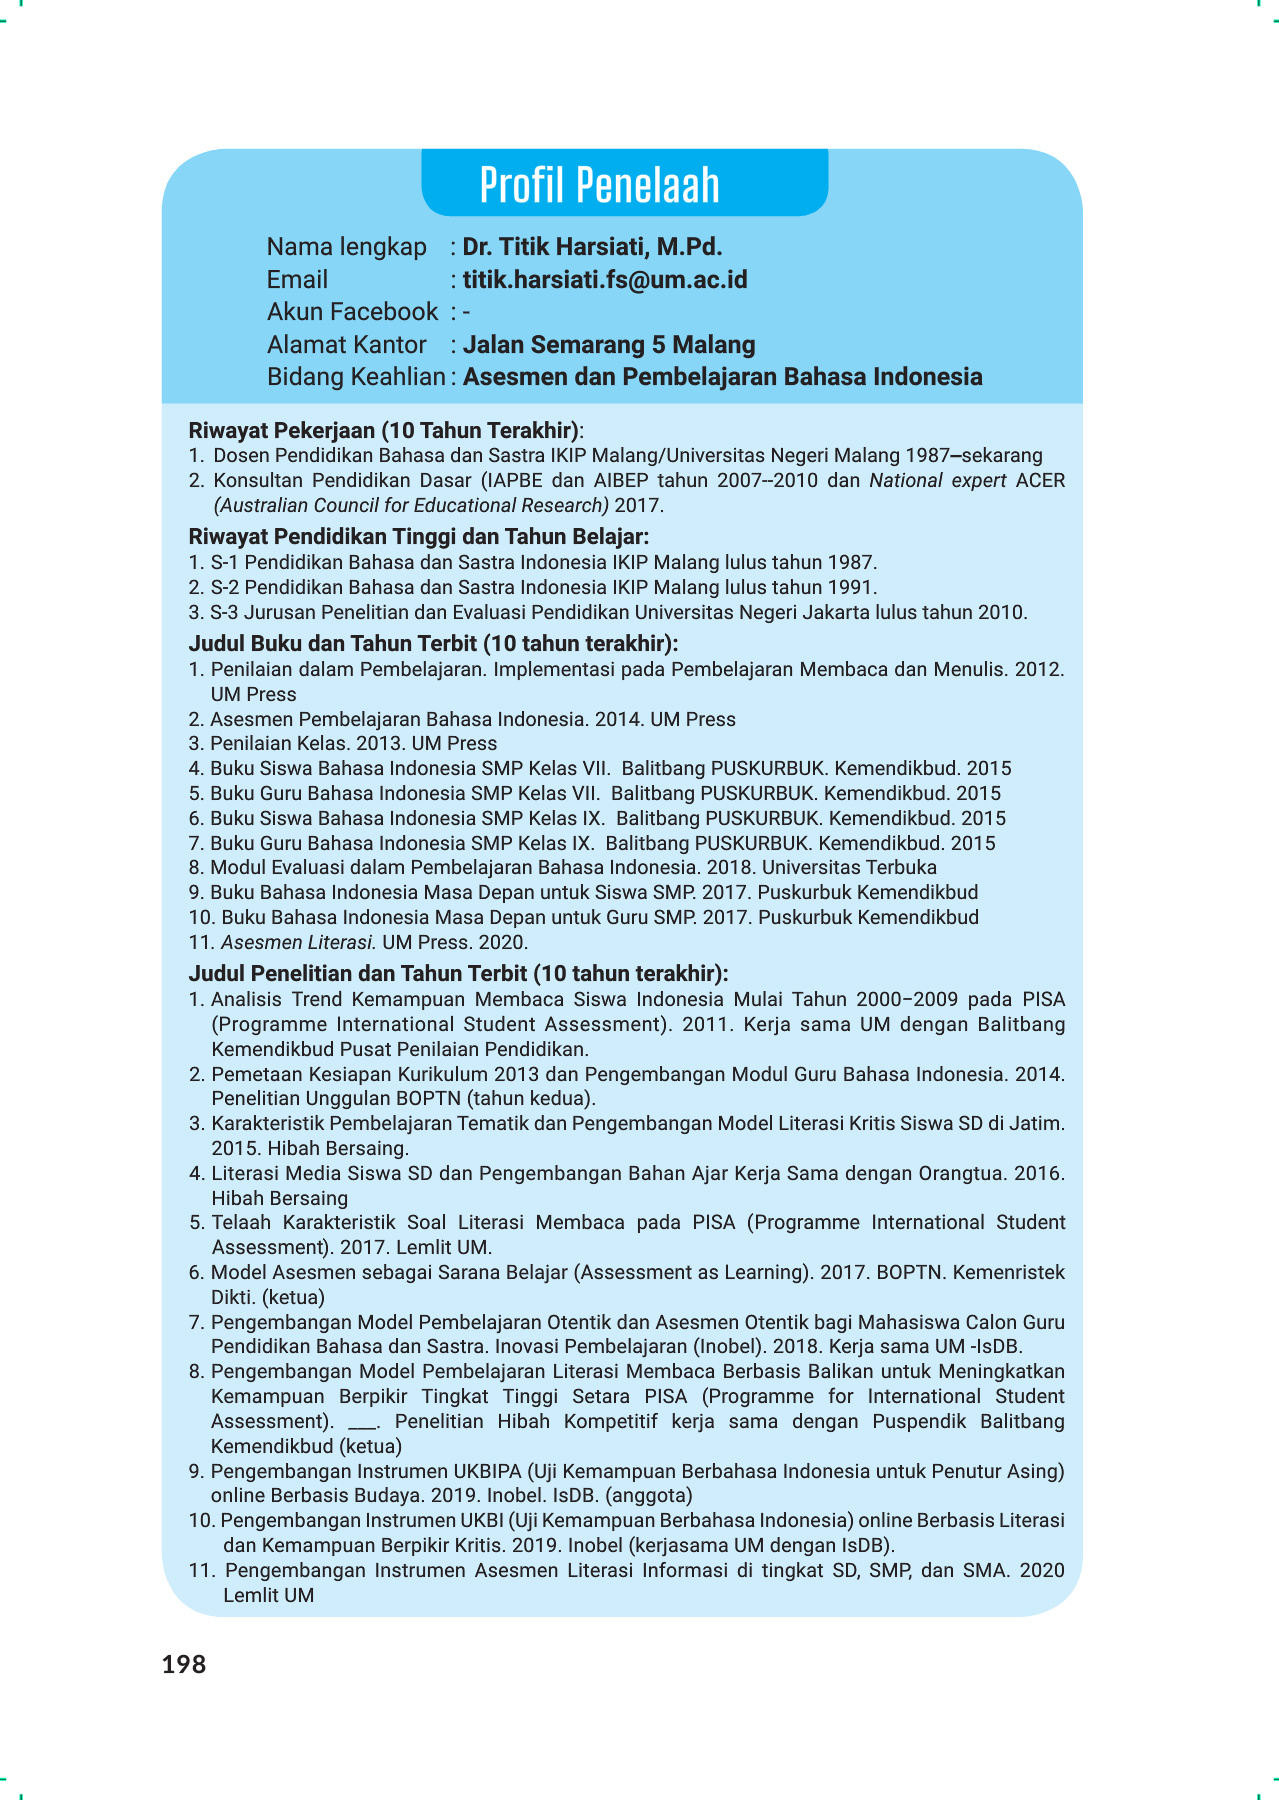 Profil Penelaah
Nama lengkap : Dr. Titik Harsiati, M.Pd.
Email : titik.harsiati.fs@um.ac.id
Akun Facebook : -
Alamat Kantor : Jalan Semarang 5 Malang
Bidang Keahlian : Asesmen dan Pembelajaran Bahasa Indonesia
Riwayat Pekerjaan (10 Tahun Terakhir):
1. Dosen Pendidikan Bahasa dan Sastra IKIP Malang/Universitas Negeri Malang 1987–sekarang
2. Konsultan Pendidikan Dasar (IAPBE dan AIBEP tahun 2007--2010 dan National expert ACER
(Australian Council for Educational Research) 2017.
Riwayat Pendidikan Tinggi dan Tahun Belajar:
1. S-1 Pendidikan Bahasa dan Sastra Indonesia IKIP Malang lulus tahun 1987.
2. S-2 Pendidikan Bahasa dan Sastra Indonesia IKIP Malang lulus tahun 1991.
3. S-3 Jurusan Penelitian dan Evaluasi Pendidikan Universitas Negeri Jakarta lulus tahun 2010.
Judul Buku dan Tahun Terbit (10 tahun terakhir):
1. Penilaian dalam Pembelajaran. Implementasi pada Pembelajaran Membaca dan Menulis. 2012.
UM Press
2. Asesmen Pembelajaran Bahasa Indonesia. 2014. UM Press
3. Penilaian Kelas. 2013. UM Press
4. Buku Siswa Bahasa Indonesia SMP Kelas VII. Balitbang PUSKURBUK. Kemendikbud. 2015
5. Buku Guru Bahasa Indonesia SMP Kelas VII. Balitbang PUSKURBUK. Kemendikbud. 2015
6. Buku Siswa Bahasa Indonesia SMP Kelas IX. Balitbang PUSKURBUK. Kemendikbud. 2015
7. Buku Guru Bahasa Indonesia SMP Kelas IX. Balitbang PUSKURBUK. Kemendikbud. 2015
8. Modul Evaluasi dalam Pembelajaran Bahasa Indonesia. 2018. Universitas Terbuka
9. Buku Bahasa Indonesia Masa Depan untuk Siswa SMP. 2017. Puskurbuk Kemendikbud
10. Buku Bahasa Indonesia Masa Depan untuk Guru SMP. 2017. Puskurbuk Kemendikbud
11. Asesmen Literasi. UM Press. 2020.
Judul Penelitian dan Tahun Terbit (10 tahun terakhir):
1. Analisis Trend Kemampuan Membaca Siswa Indonesia Mulai Tahun 2000–2009 pada PISA
(Programme International Student Assessment). 2011. Kerja sama UM dengan Balitbang
Kemendikbud Pusat Penilaian Pendidikan.
2. Pemetaan Kesiapan Kurikulum 2013 dan Pengembangan Modul Guru Bahasa Indonesia. 2014.
Penelitian Unggulan BOPTN (tahun kedua).
3. Karakteristik Pembelajaran Tematik dan Pengembangan Model Literasi Kritis Siswa SD di Jatim.
2015. Hibah Bersaing.
4. Literasi Media Siswa SD dan Pengembangan Bahan Ajar Kerja Sama dengan Orangtua. 2016.
Hibah Bersaing
5. Telaah Karakteristik Soal Literasi Membaca pada PISA (Programme International Student
Assessment). 2017. Lemlit UM.
6. Model Asesmen sebagai Sarana Belajar (Assessment as Learning). 2017. BOPTN. Kemenristek
Dikti. (ketua)
7. Pengembangan Model Pembelajaran Otentik dan Asesmen Otentik bagi Mahasiswa Calon Guru
Pendidikan Bahasa dan Sastra. Inovasi Pembelajaran (Inobel). 2018. Kerja sama UM -IsDB.
8. Pengembangan Model Pembelajaran Literasi Membaca Berbasis Balikan untuk Meningkatkan
Kemampuan Berpikir Tingkat Tinggi Setara PISA (Programme for International Student
Assessment). ___. Penelitian Hibah Kompetitif kerja sama dengan Puspendik Balitbang
Kemendikbud (ketua)
9. Pengembangan Instrumen UKBIPA (Uji Kemampuan Berbahasa Indonesia untuk Penutur Asing)
online Berbasis Budaya. 2019. Inobel. IsDB. (anggota)
10. Pengembangan Instrumen UKBI (Uji Kemampuan Berbahasa Indonesia) online Berbasis Literasi
dan Kemampuan Berpikir Kritis. 2019. Inobel (kerjasama UM dengan IsDB).
11. Pengembangan Instrumen Asesmen Literasi Informasi di tingkat SD, SMP, dan SMA. 2020
Lemlit UM
198